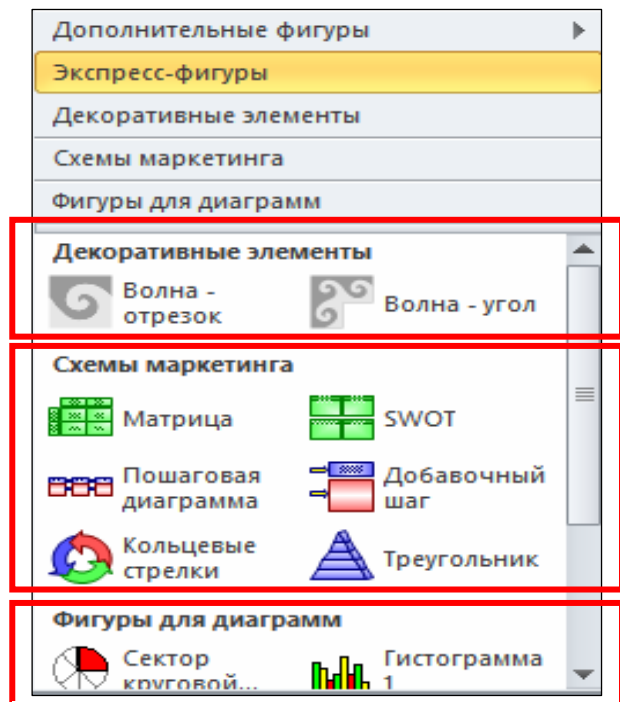 Дополнительные фигуры
Экспресс-фигуры
Декоративные элементы
Схемы маркетинга
Фигуры для диаграмм
Декоративные элементы
Волна -
отрезок
Волна - угол
Схемы маркетинга
Матрица
SWOT
Пошаговая
диаграмма
Добавочный
шаг
Кольцевые
стрелки
Треугольник
Фигуры для диаграмм
Сектор
круговой...
Гистограмма
1